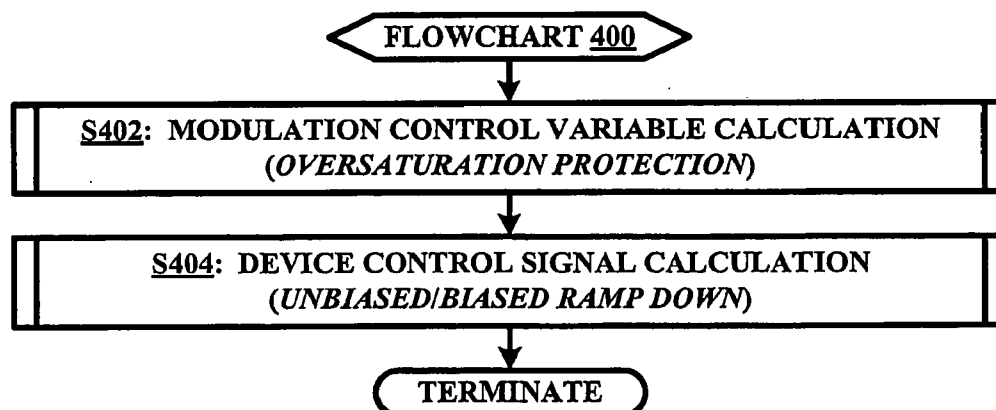 FLOWCHART 400
S402: MODULATION CONTROL VARIABLE CALCULATION
(OVERSATURATION PROTECTION)
S404: DEVICE CONTROL SIGNAL CALCULATION
(UNBIASED/BIASED RAMP DOWN)
TERMINATE